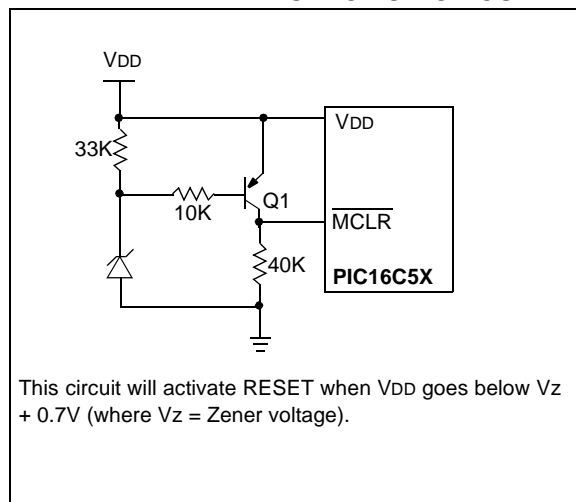 VDD
VDD
33K
Q1
10K
MCLR
40K
PIC16C5X
This circuit will activate RESET when VDD goes below Vz
+ 0.7V (where Vz = Zener voltage).